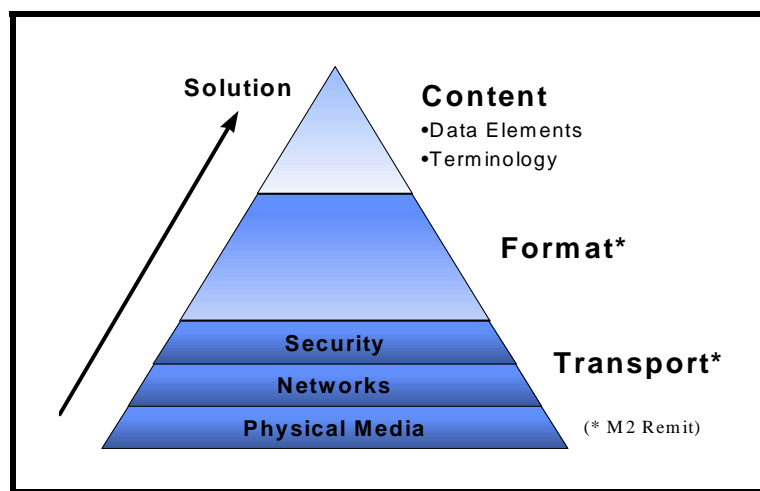 Solution
Content
•Data Elements
•Terminology
Format*
Security
Transport*
Networks
Physical Media
(* M2 Remit)